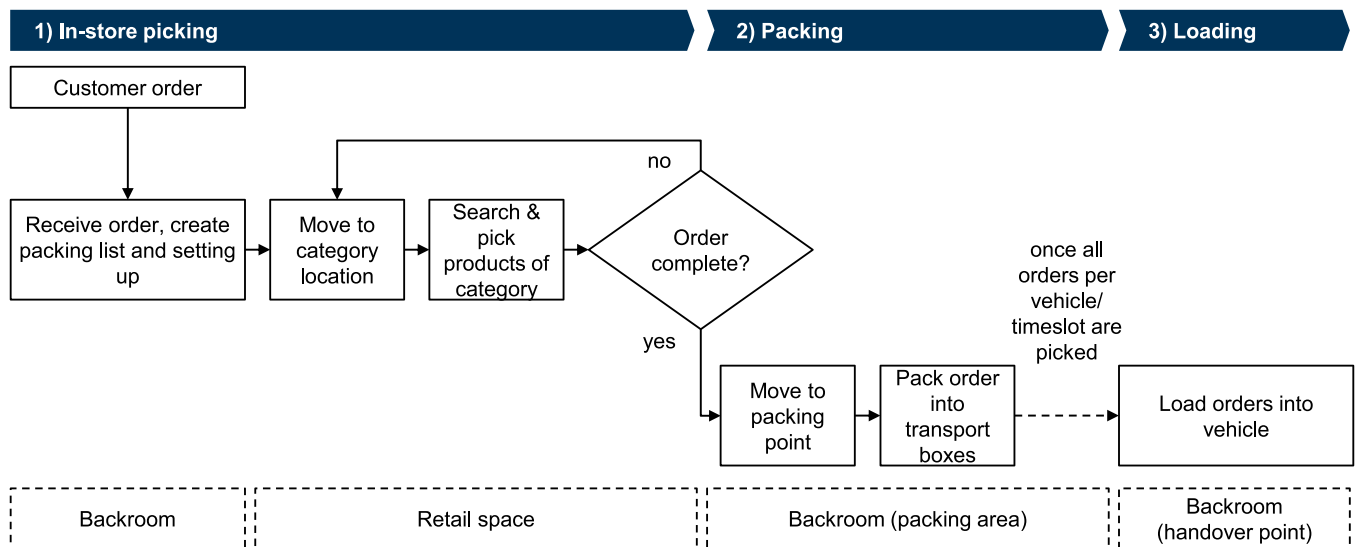 1) In-store picking
2) Packing
3) Loading
Customer order
Receive order, create
packing list and setting
up
Move to
category
location
Search &
pick
products of
category
no
Order
complete?
yes
Move to
packing
point
Pack order
into
transport
boxes
once all
orders per
vehicle/
timeslot are
picked
Load orders into
vehicle
Backroom
Retail space
Backroom (packing area)
Backroom
(handover point)